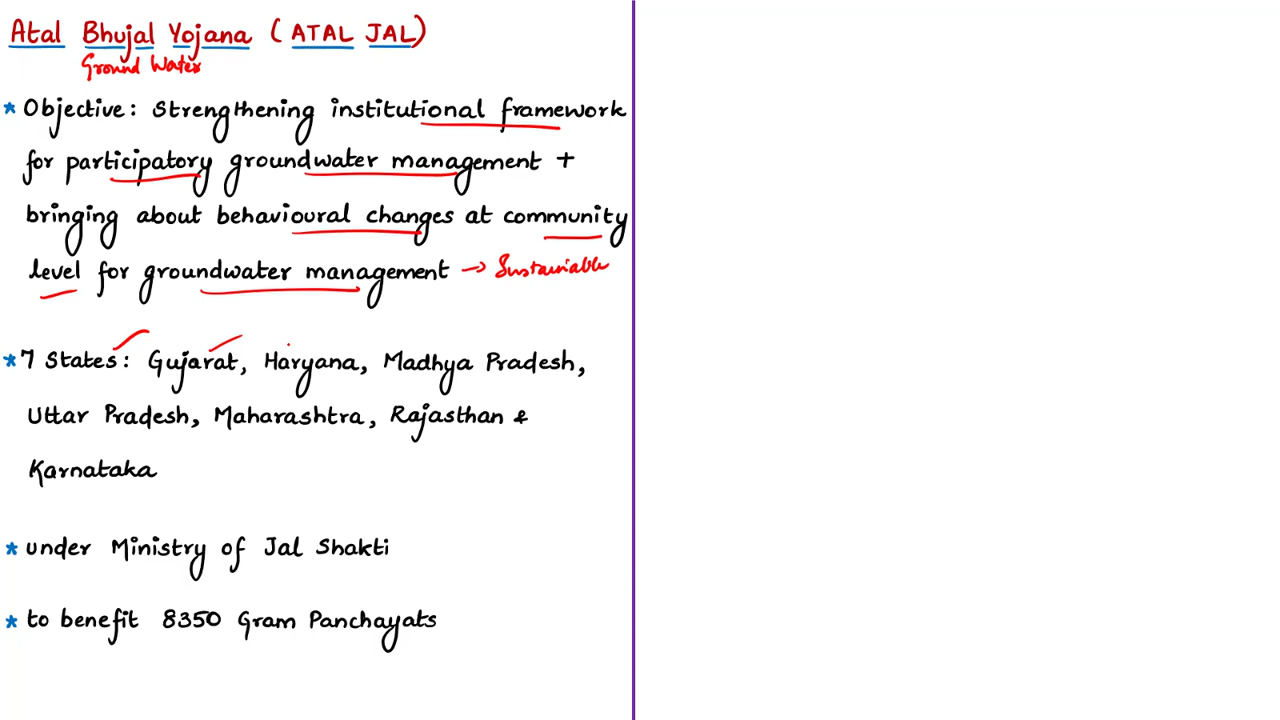 Atal Bhujal Yojana (ATAL JAL)
Ground Water
* Objective: Strengthening institutional framework
for participatory groundwater management +
bringing about behavioural changes at community
level for groundwater management → Sustainable
* 7 States: Gujarat, Haryana, Madhya Pradesh,
Uttar Pradesh, Maharashtra, Rajasthan &
Karnataka
* under Ministry of Jal Shakti
* to benefit 8350 Gram Panchayats